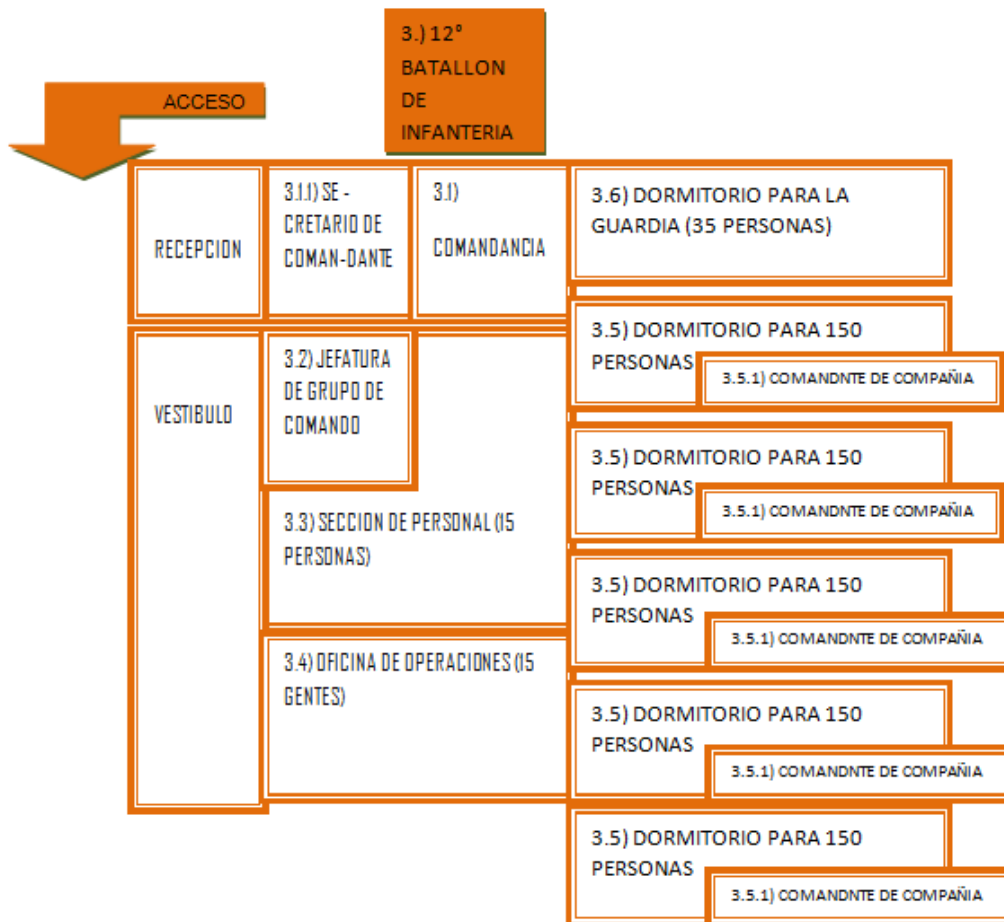 3.) 12°
BATALLON
DE
INFANTERIA
ACCESO
RECEPCION
3.1.1) SE -
CRETARIO DE
COMAN-DANTE
3.1)
COMANDANCIA
3.6) DORMITORIO PARA LA
GUARDIA (35 PERSONAS)
VESTIBULO
3.2) JEFATURA
DE GRUPO DE
COMANDO
3.3) SECCION DE PERSONAL (15
PERSONAS)
3.4) OFICINA DE OPERACIONES (15
GENTES)
3.5) DORMITORIO PARA 150
PERSONAS
3.5.1) COMANDNTE DE COMPAÑIA
3.5) DORMITORIO PARA 150
PERSONAS
3.5.1) COMANDNTE DE COMPAÑIA
3.5) DORMITORIO PARA 150
PERSONAS
3.5.1) COMANDNTE DE COMPAÑIA
3.5) DORMITORIO PARA 150
PERSONAS
3.5.1) COMANDNTE DE COMPAÑIA
3.5) DORMITORIO PARA 150
PERSONAS
3.5.1) COMANDNTE DE COMPAÑIA